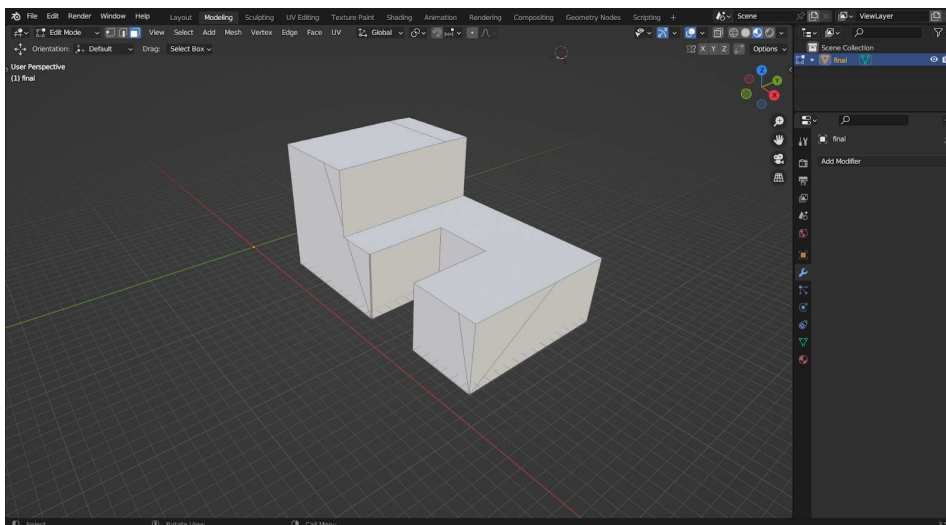 File Edit Render Window Help Layout Modeling Sculpting UV Editing Texture Paint Shading Animation Rendering Compositing Geometry Nodes Scripting + Scene ViewLayer
Edit Mode View Select Add Mesh Vertex Edge Face UV Global
Orientation: Default Drag: Select Box X Y Z Options
Scene Collection
final
User Perspective
(1) final
Z
Y
X
final
Add Modifier
Select Rotate View Call Menu